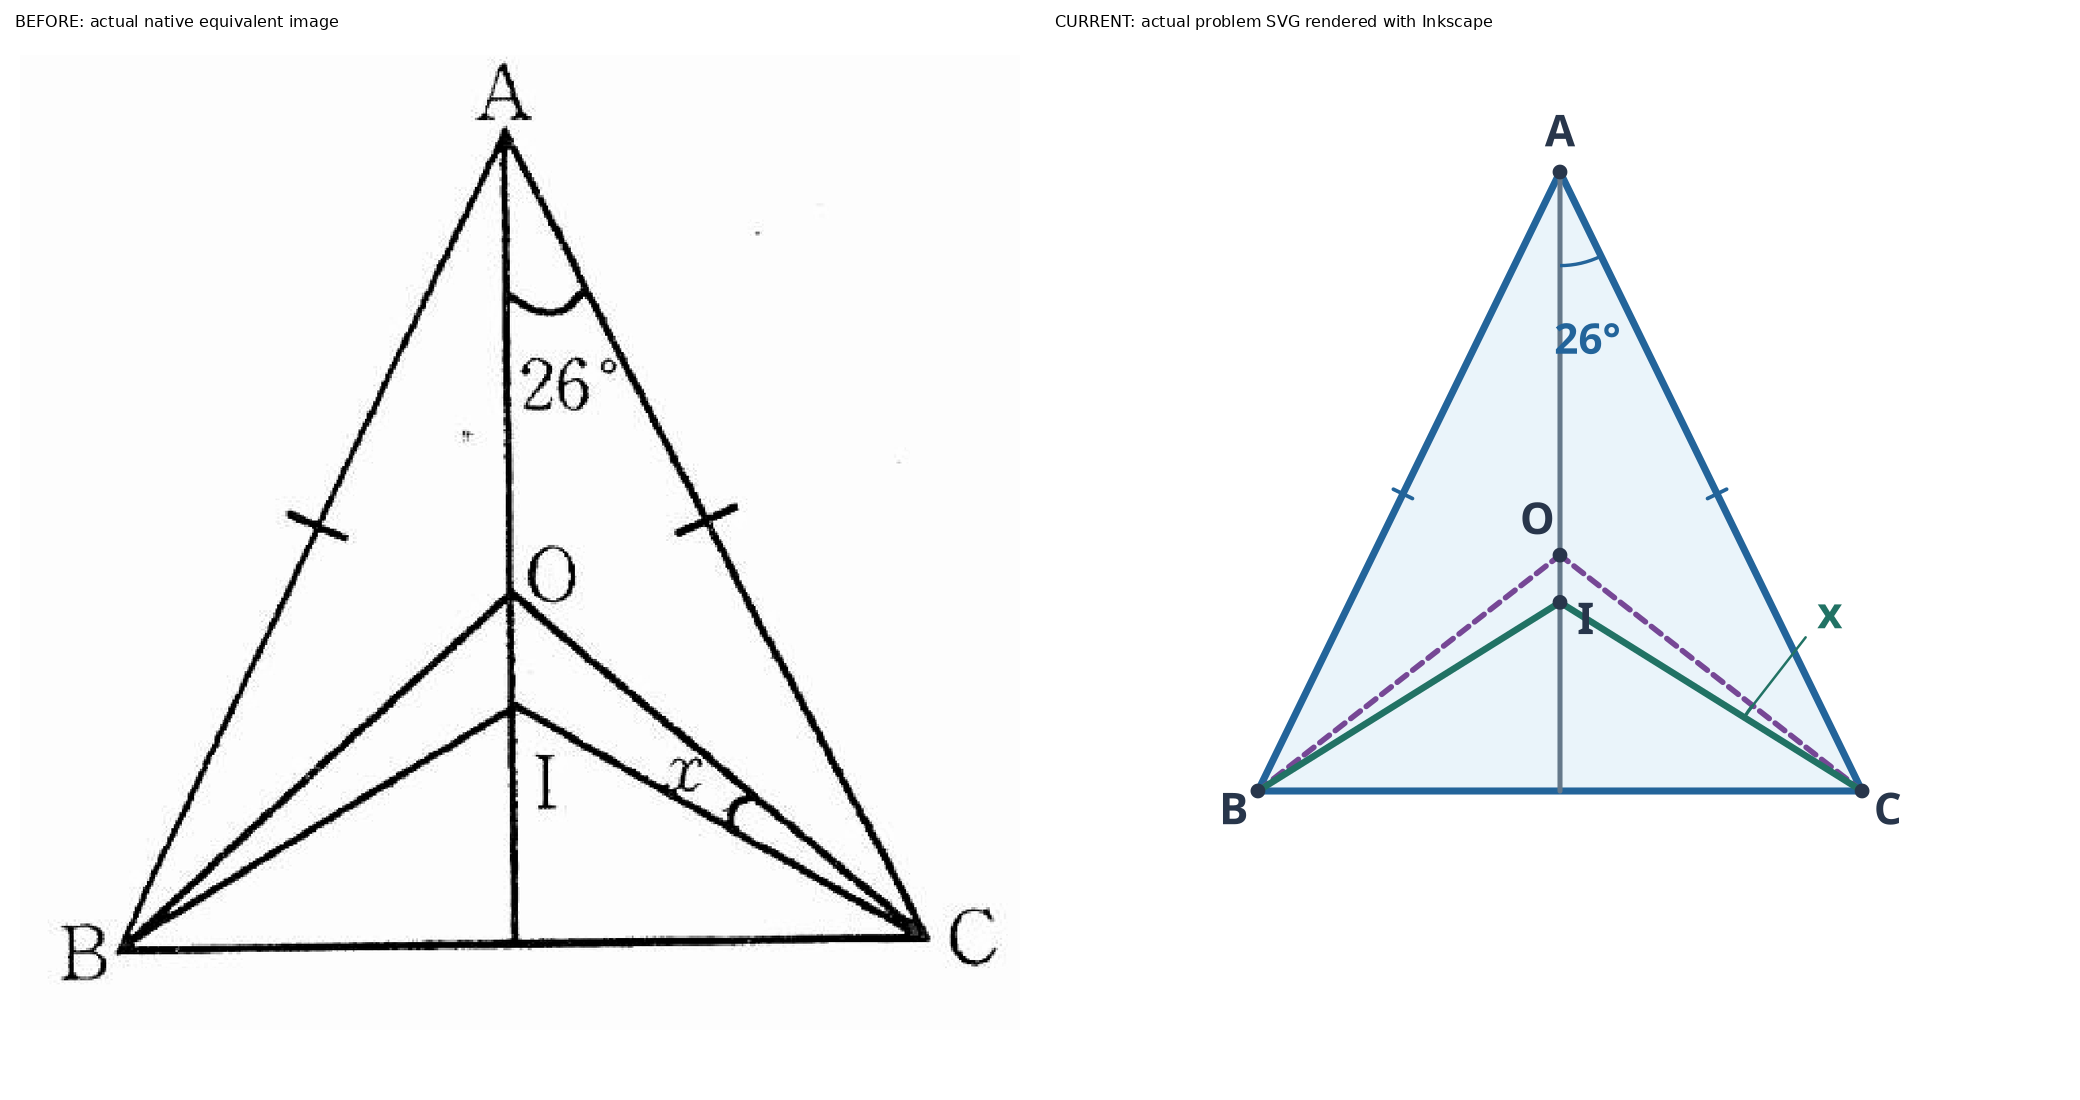 BEFORE: actual native equivalent image
A
26°
O
x
I
B
C
CURRENT: actual problem SVG rendered with Inkscape
A
26°
O
I
x
B
C